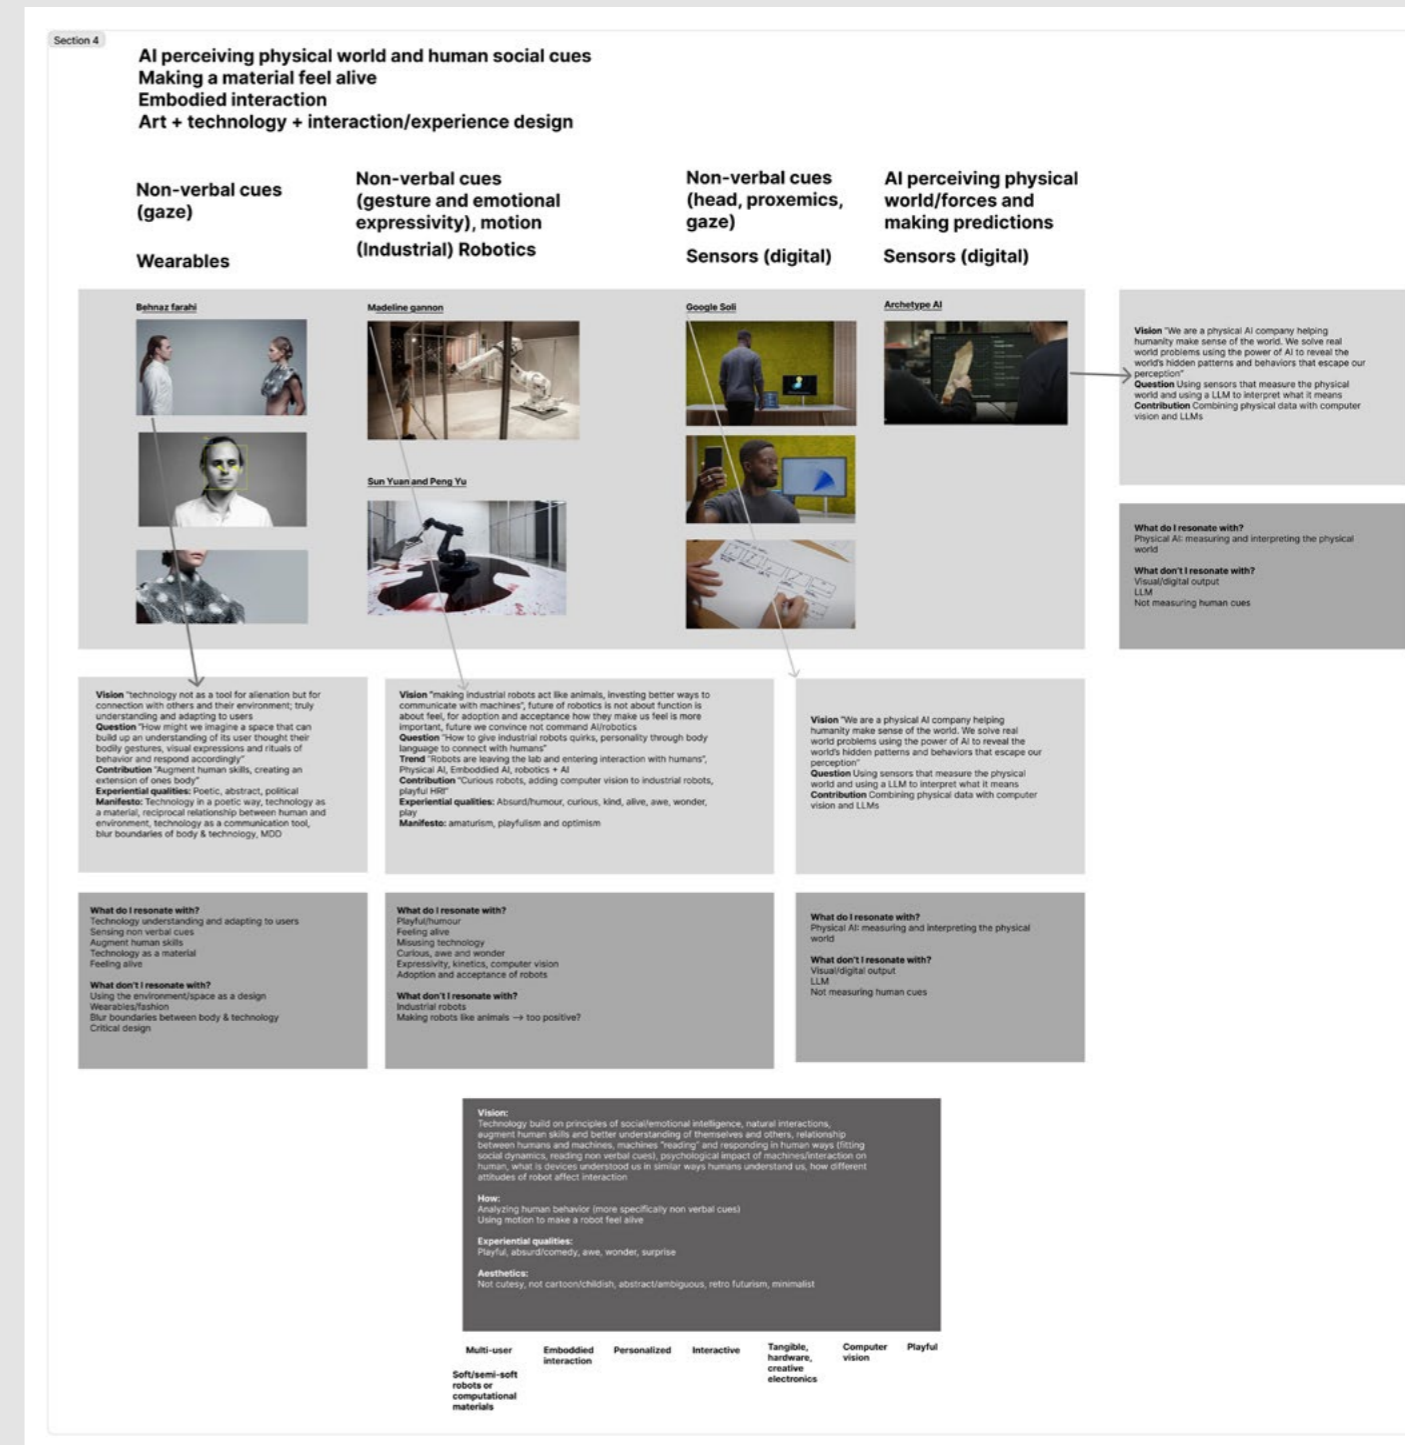 Section 4
AI perceiving physical world and human social cues
Making a material feel alive
Embodied interaction
Art + technology + interaction/experience design
Non-verbal cues
(gaze)
Wearables
Non-verbal cues
(gesture and emotional
expressivity), motion
(Industrial) Robotics
Non-verbal cues
(head, proxemics,
gaze)
Sensors (digital)
AI perceiving physical
world/forces and
making predictions
Sensors (digital)
Behnaz farahi
Madeline gannon
Sun Yuan and Peng Yu
Google Soli
Archetype AI
Vision "We are a physical AI company helping
humanity make sense of the world. We solve real
world problems using the power of AI to reveal the
world's hidden patterns and behaviors that escape our
perception"
Question Using sensors that measure the physical
world and using a LLM to interpret what it means
Contribution Combining physical data with computer
vision and LLMs
What do I resonate with?
Physical AI: measuring and interpreting the physical
world
What don't I resonate with?
Visual/digital output
LLM
Not measuring human cues
Vision "technology not as a tool for alienation but for
connection with others and their environment; truly
understanding and adapting to users
Question "How might we imagine a space that can
build up an understanding of its user thought their
bodily gestures, visual expressions and rituals of
behavior and respond accordingly"
Contribution "Augment human skills, creating an
extension of ones body"
Experiential qualities: Poetic, abstract, political
Manifesto: Technology in a poetic way, technology as
a material, reciprocal relationship between human and
environment, technology as a communication tool,
blur boundaries of body & technology, MDD
Vision "making industrial robots act like animals, investing better ways to
communicate with machines", future of robotics is not about function is
about feel, for adoption and acceptance how they make us feel is more
important, future we convince not command AI/robotics
Question "How to give industrial robots quirks, personality through body
language to connect with humans"
Trend "Robots are leaving the lab and entering interaction with humans",
Physical AI, Embodied AI, robotics + AI
Contribution "Curious robots, adding computer vision to industrial robots,
playful HRI"
Experiential qualities: Absurd/humour, curious, kind, alive, awe, wonder,
play
Manifesto: amaturism, playfulism and optimism
Vision "We are a physical AI company helping
humanity make sense of the world. We solve real
world problems using the power of AI to reveal the
world's hidden patterns and behaviors that escape our
perception"
Question Using sensors that measure the physical
world and using a LLM to interpret what it means
Contribution Combining physical data with computer
vision and LLMs
What do I resonate with?
Technology understanding and adapting to users
Sensing non verbal cues
Augment human skills
Technology as a material
Feeling alive
What don't I resonate with?
Using the environment/space as a design
Wearables/fashion
Blur boundaries between body & technology
Critical design
What do I resonate with?
Playful/humour
Feeling alive
Misusing technology
Curious, awe and wonder
Expressivity, kinetics, computer vision
Adoption and acceptance of robots
What don't I resonate with?
Industrial robots
Making robots like animals → too positive?
What do I resonate with?
Physical AI: measuring and interpreting the physical
world
What don't I resonate with?
Visual/digital output
LLM
Not measuring human cues
Vision:
Technology build on principles of social/emotional intelligence, natural interactions,
augment human skills and better understanding of themselves and others, relationship
between humans and machines, machines "reading" and responding in human ways (fitting
social dynamics, reading non verbal cues), psychological impact of machines/interaction on
human, what is devices understood us in similar ways humans understand us, how different
attitudes of robot affect interaction
How:
Analyzing human behavior (more specifically non verbal cues)
Using motion to make a robot feel alive
Experiential qualities:
Playful, absurd/comedy, awe, wonder, surprise
Aesthetics:
Not cutesy, not cartoon/childish, abstract/ambiguous, retro futurism, minimalist
Multi-user
Emboddied
interaction
Personalized
Interactive
Tangible,
hardware,
creative
electronics
Computer
vision
Playful
Soft/semi-soft
robots or
computational
materials